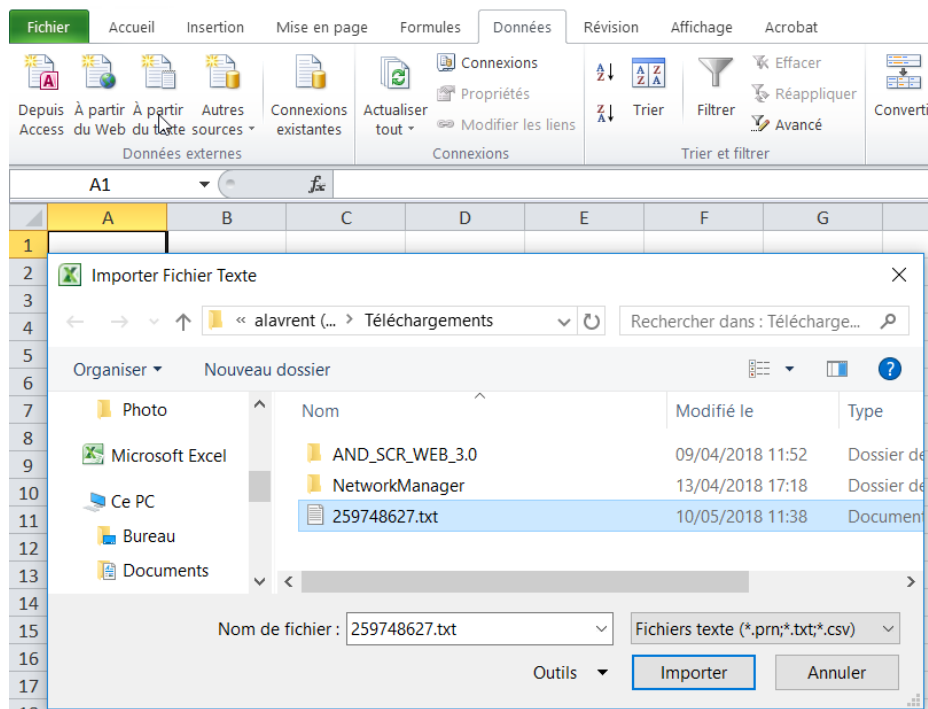 Fichier Accueil Insertion Mise en page Formules Données Révision Affichage Acrobat
Depuis Access
À partir du Web
À partir du texte
Autres sources
Connexions existantes
Actualiser tout
Connexions
Propriétés
Modifier les liens
Trier
Filtrer
Effacer
Réappliquer
Avancé
Converti
Données externes Connexions Trier et filtrer
A1 fx
A B C D E F G
1
2
3
4
5
6
7
8
9
10
11
12
13
14
15
16
17
Importer Fichier Texte
« alavrent (... > Téléchargements
Rechercher dans : Télécharge...
Organiser Nouveau dossier
Photo
Microsoft Excel
Ce PC
Bureau
Documents
Nom Modifié le Type
AND_SCR_WEB_3.0 09/04/2018 11:52 Dossier de
NetworkManager 13/04/2018 17:18 Dossier de
259748627.txt 10/05/2018 11:38 Document
Nom de fichier : 259748627.txt Fichiers texte (*.prn;*.txt;*.csv)
Outils Importer Annuler